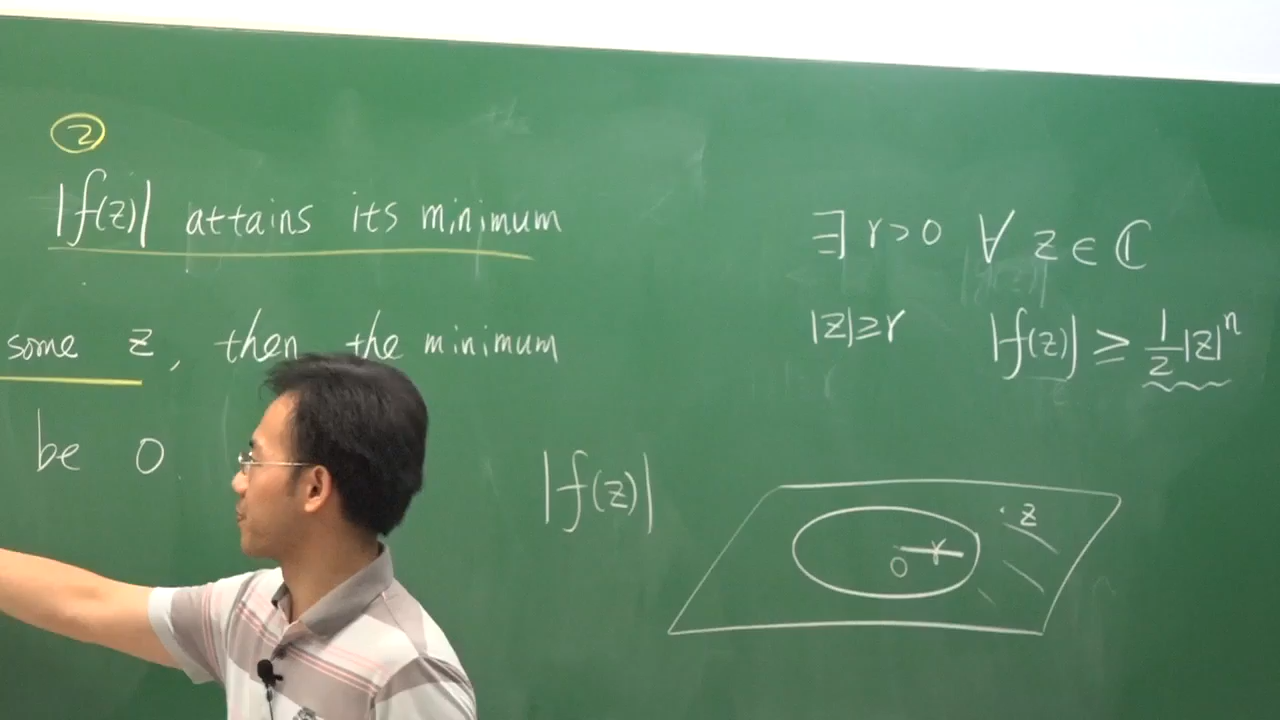 ②
|f(z)| attains its minimum
some z, then the minimum
be 0
∃ r>0 ∀ z∈ℂ
|z|≥r |f(z)| ≥ 1/2|z|ⁿ
|f(z)|
z
0 r